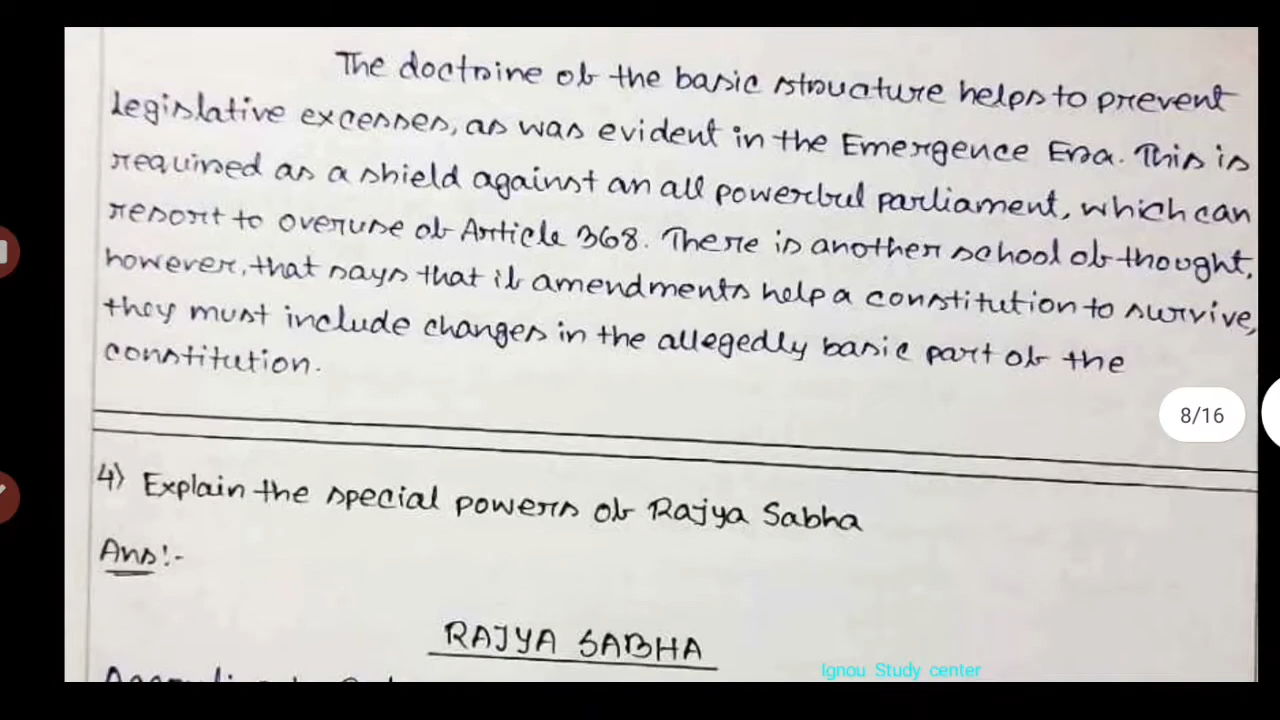 The doctrine of the basic structure helps to prevent
legislative excesses, as was evident in the Emergence Era. This is
required as a shield against an all powerful parliament, which can
resort to overuse of Article 368. There is another school of thought,
however, that says that if amendments help a constitution to survive,
they must include changes in the allegedly basic part of the
constitution.
8/16
4) Explain the special powers of Rajya Sabha
Ans:-
RAJYA SABHA
Ignou Study center